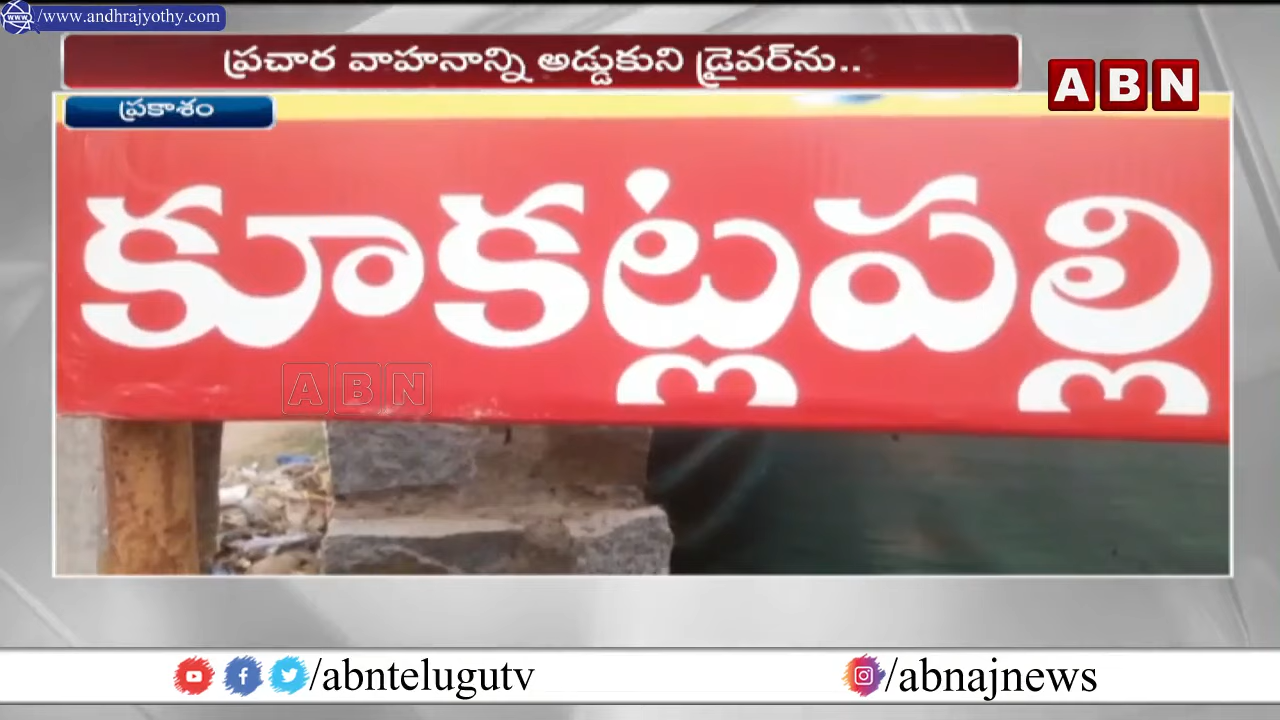 /www.andhrajyothy.com
ప్రచార వాహనాన్ని అడ్డుకుని డ్రైవర్‌ను..
ABN
ప్రకాశం
కూకట్లపల్లి
ABN
/abntelugutv
/abnajnews